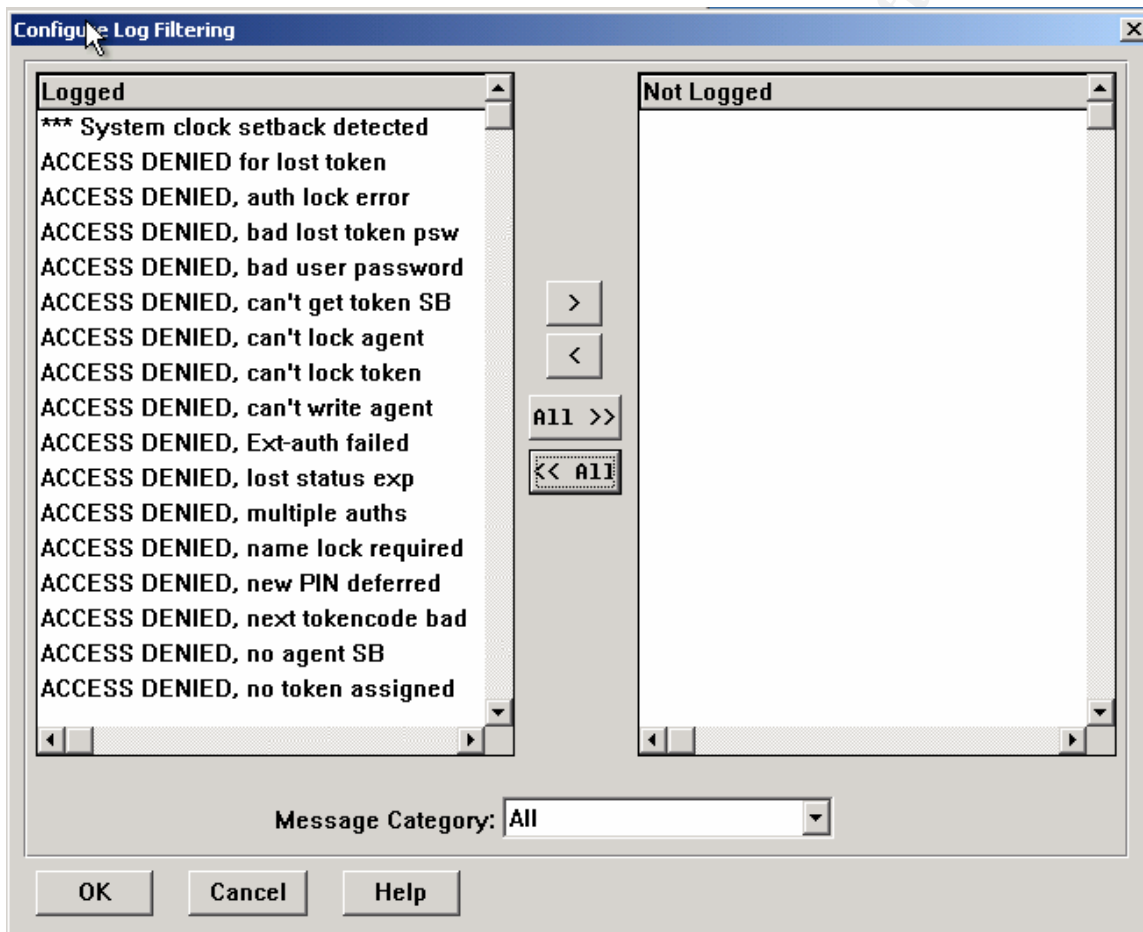 Configure Log Filtering
Logged
*** System clock setback detected
ACCESS DENIED for lost token
ACCESS DENIED, auth lock error
ACCESS DENIED, bad lost token psw
ACCESS DENIED, bad user password
ACCESS DENIED, can't get token SB
ACCESS DENIED, can't lock agent
ACCESS DENIED, can't lock token
ACCESS DENIED, can't write agent
ACCESS DENIED, Ext-auth failed
ACCESS DENIED, lost status exp
ACCESS DENIED, multiple auths
ACCESS DENIED, name lock required
ACCESS DENIED, new PIN deferred
ACCESS DENIED, next tokencode bad
ACCESS DENIED, no agent SB
ACCESS DENIED, no token assigned
>
<
All >>
<< All
Not Logged
Message Category: All
OK Cancel Help